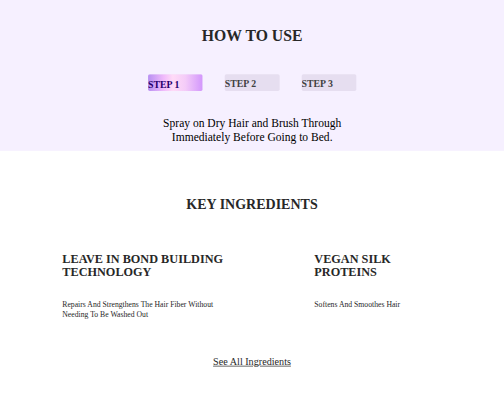 HOW TO USE
STEP 1
STEP 2
STEP 3
Spray on Dry Hair and Brush Through
Immediately Before Going to Bed.
KEY INGREDIENTS
LEAVE IN BOND BUILDING
TECHNOLOGY
Repairs And Strengthens The Hair Fiber Without
Needing To Be Washed Out
VEGAN SILK
PROTEINS
Softens And Smoothes Hair
See All Ingredients